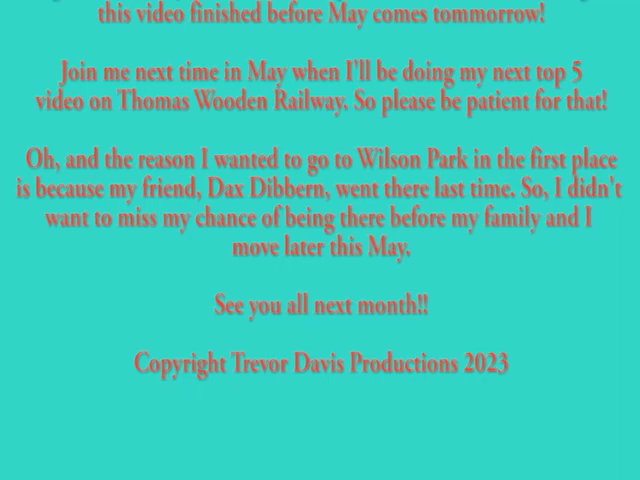 this video finished before May comes tommorrow!
Join me next time in May when I'll be doing my next top 5
video on Thomas Wooden Railway. So please be patient for that!
Oh, and the reason I wanted to go to Wilson Park in the first place
is because my friend, Dax Dibbern, went there last time. So, I didn't
want to miss my chance of being there before my family and I
move later this May.
See you all next month!!
Copyright Trevor Davis Productions 2023